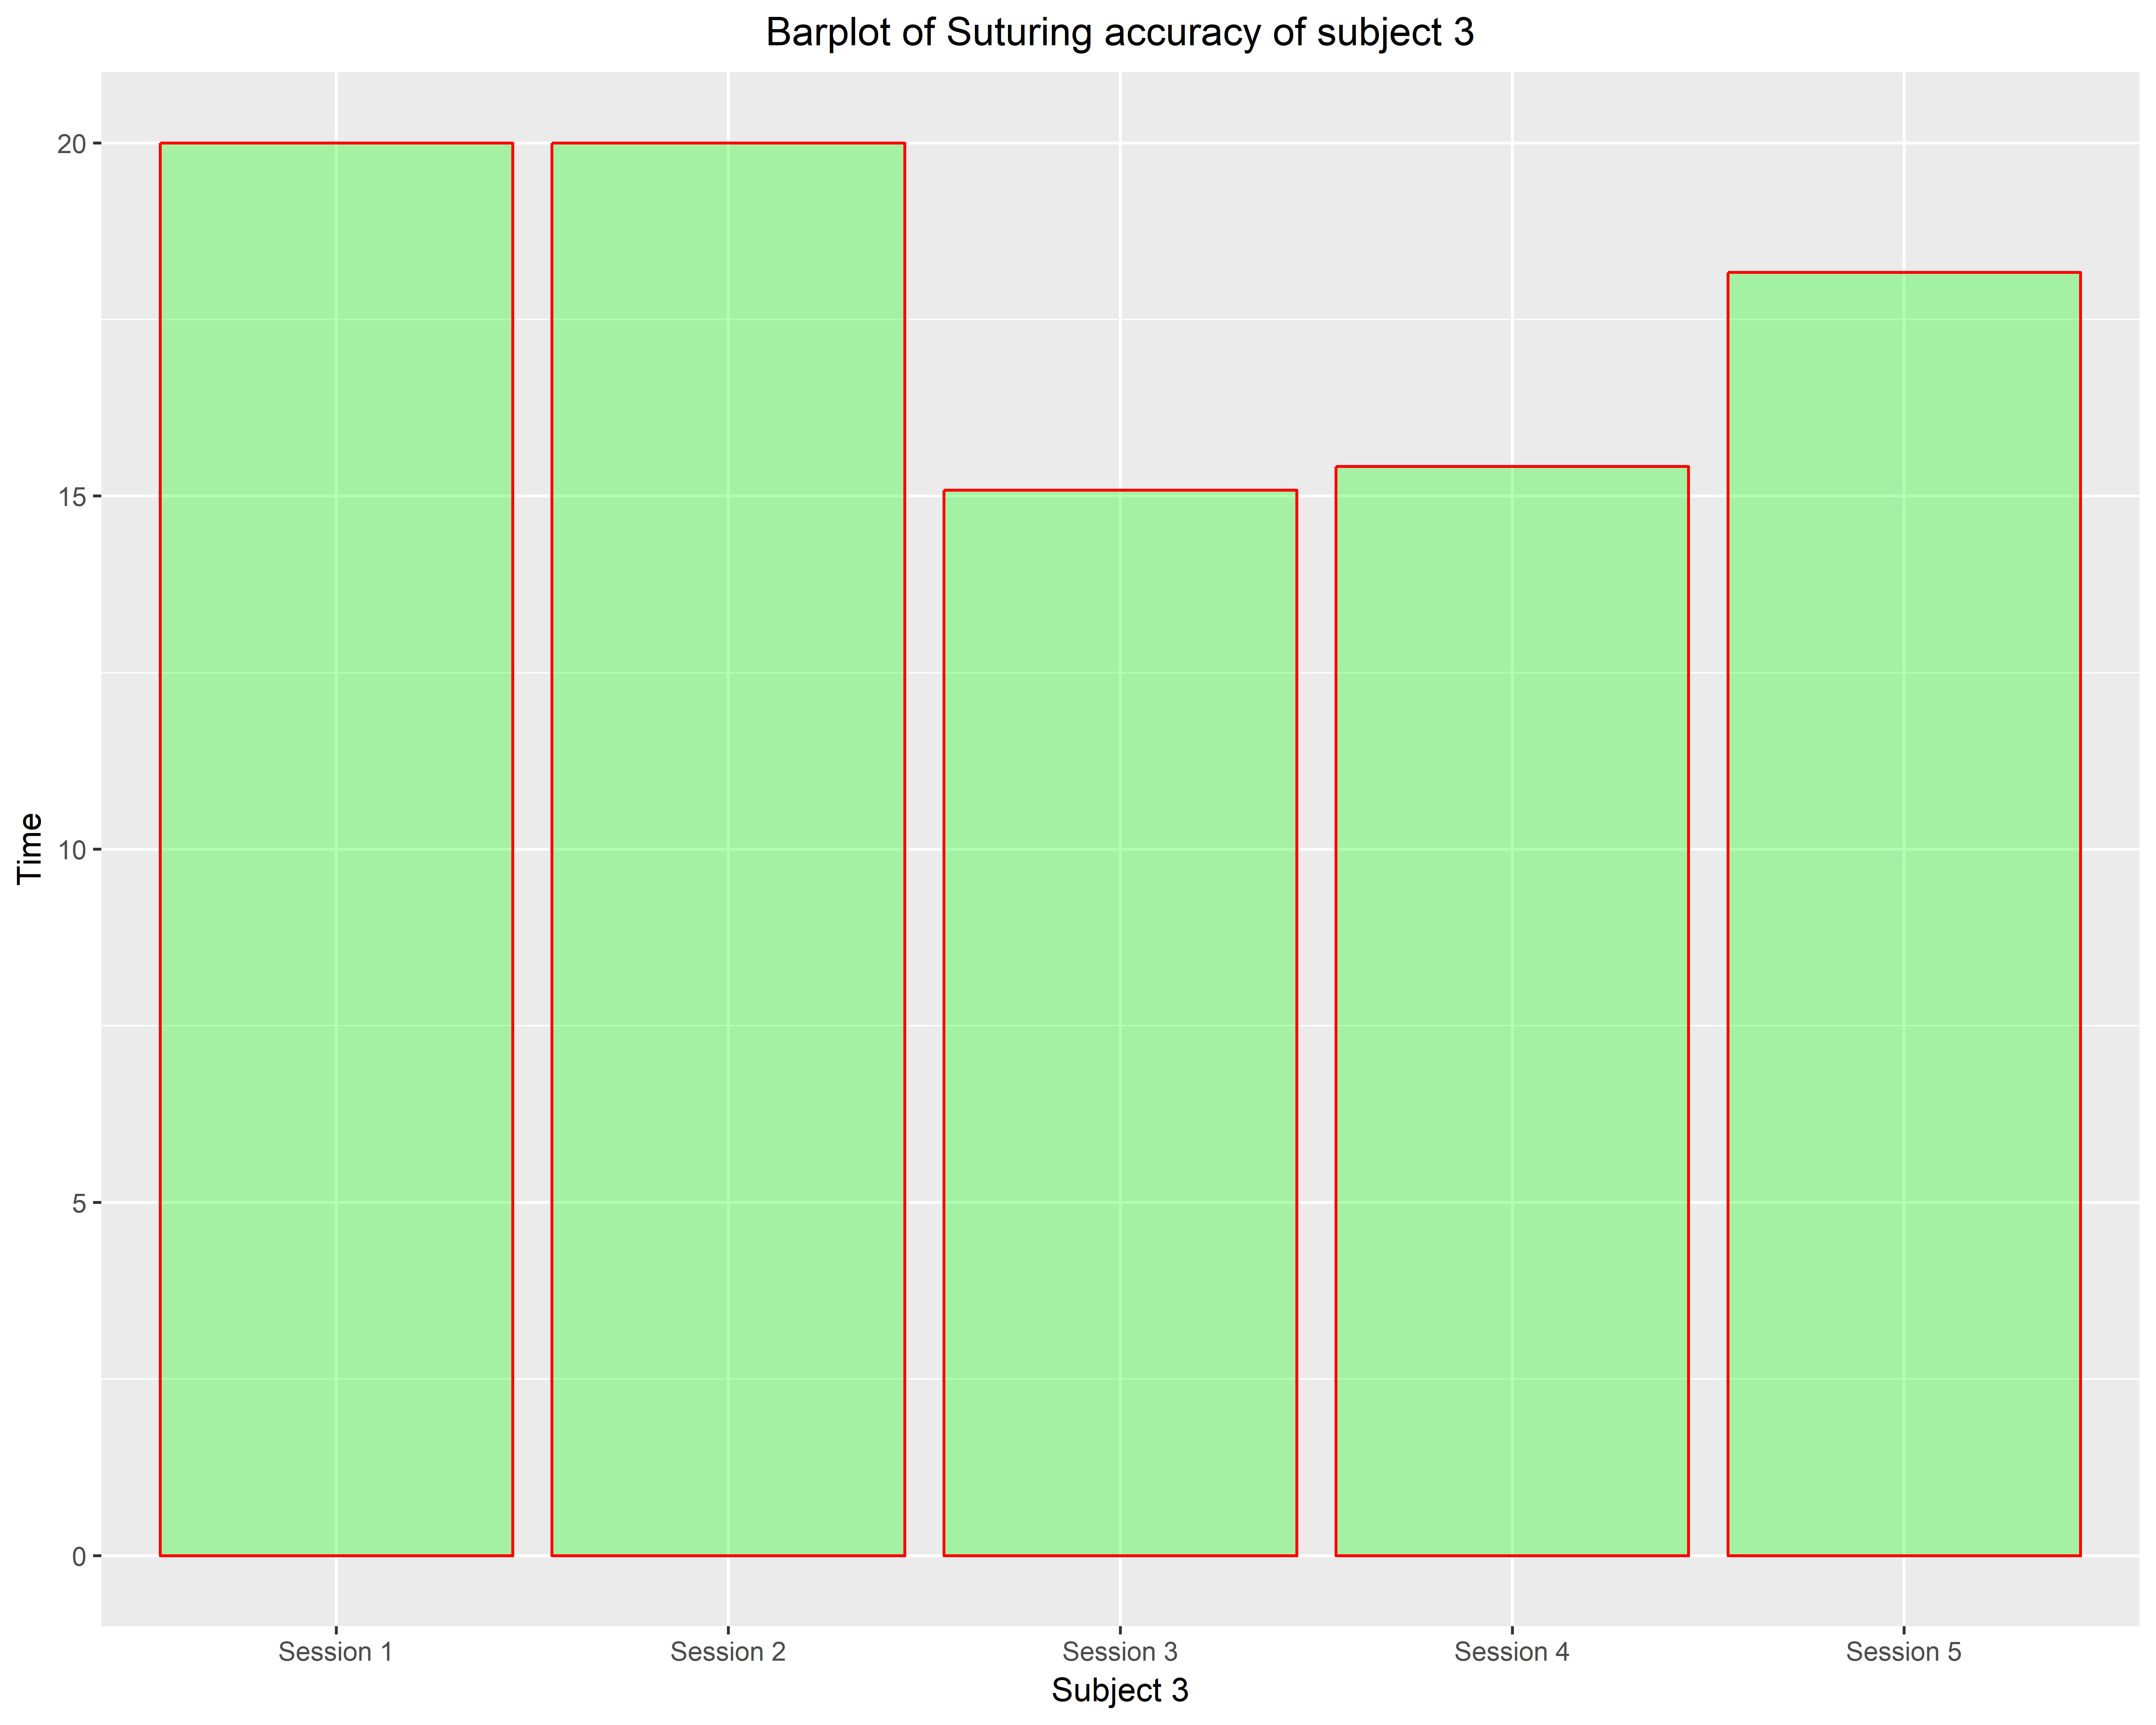 Barplot of Suturing accuracy of subject 3
20
15
10
5
0
Time
Session 1
Session 2
Session 3
Session 4
Session 5
Subject 3